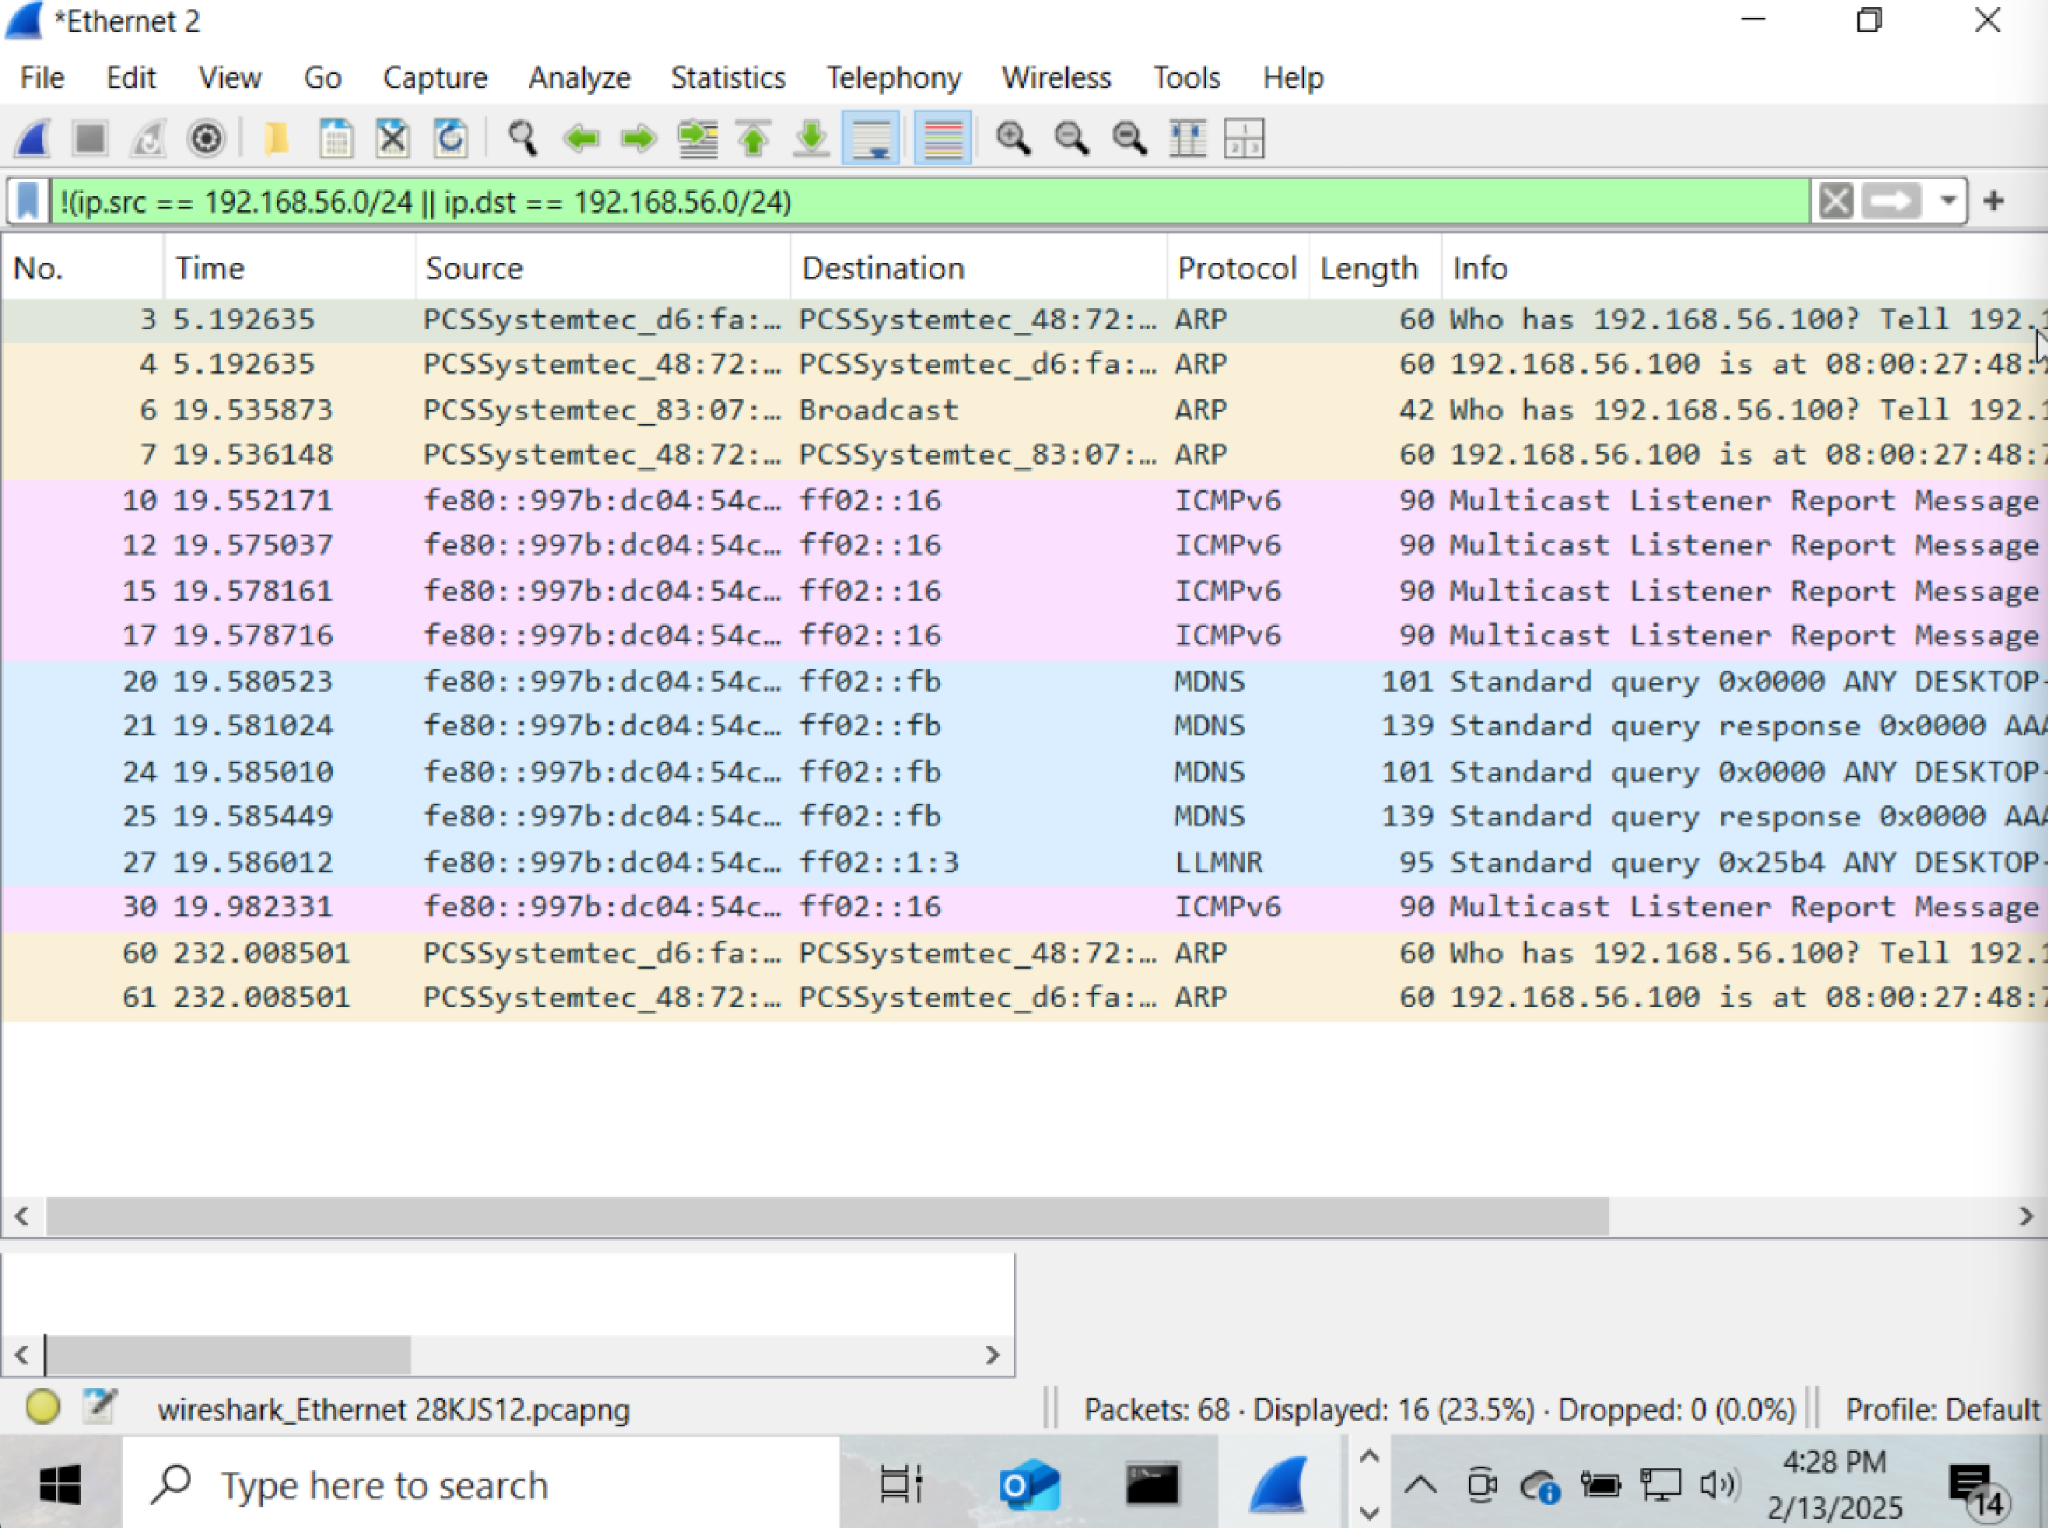 *Ethernet 2
File Edit View Go Capture Analyze Statistics Telephony Wireless Tools Help
!(ip.src == 192.168.56.0/24 || ip.dst == 192.168.56.0/24)
No. Time Source Destination Protocol Length Info
3 5.192635 PCSSystemtec_d6:fa:… PCSSystemtec_48:72:… ARP 60 Who has 192.168.56.100? Tell 192.1
4 5.192635 PCSSystemtec_48:72:… PCSSystemtec_d6:fa:… ARP 60 192.168.56.100 is at 08:00:27:48:
6 19.535873 PCSSystemtec_83:07:… Broadcast ARP 42 Who has 192.168.56.100? Tell 192.1
7 19.536148 PCSSystemtec_48:72:… PCSSystemtec_83:07:… ARP 60 192.168.56.100 is at 08:00:27:48:7
10 19.552171 fe80::997b:dc04:54c… ff02::16 ICMPv6 90 Multicast Listener Report Message
12 19.575037 fe80::997b:dc04:54c… ff02::16 ICMPv6 90 Multicast Listener Report Message
15 19.578161 fe80::997b:dc04:54c… ff02::16 ICMPv6 90 Multicast Listener Report Message
17 19.578716 fe80::997b:dc04:54c… ff02::16 ICMPv6 90 Multicast Listener Report Message
20 19.580523 fe80::997b:dc04:54c… ff02::fb MDNS 101 Standard query 0x0000 ANY DESKTOP-
21 19.581024 fe80::997b:dc04:54c… ff02::fb MDNS 139 Standard query response 0x0000 AAA
24 19.585010 fe80::997b:dc04:54c… ff02::fb MDNS 101 Standard query 0x0000 ANY DESKTOP-
25 19.585449 fe80::997b:dc04:54c… ff02::fb MDNS 139 Standard query response 0x0000 AAA
27 19.586012 fe80::997b:dc04:54c… ff02::1:3 LLMNR 95 Standard query 0x25b4 ANY DESKTOP-
30 19.982331 fe80::997b:dc04:54c… ff02::16 ICMPv6 90 Multicast Listener Report Message
60 232.008501 PCSSystemtec_d6:fa:… PCSSystemtec_48:72:… ARP 60 Who has 192.168.56.100? Tell 192.1
61 232.008501 PCSSystemtec_48:72:… PCSSystemtec_d6:fa:… ARP 60 192.168.56.100 is at 08:00:27:48:7
wireshark_Ethernet 28KJS12.pcapng Packets: 68 · Displayed: 16 (23.5%) · Dropped: 0 (0.0%) Profile: Default
Type here to search
4:28 PM
2/13/2025
14